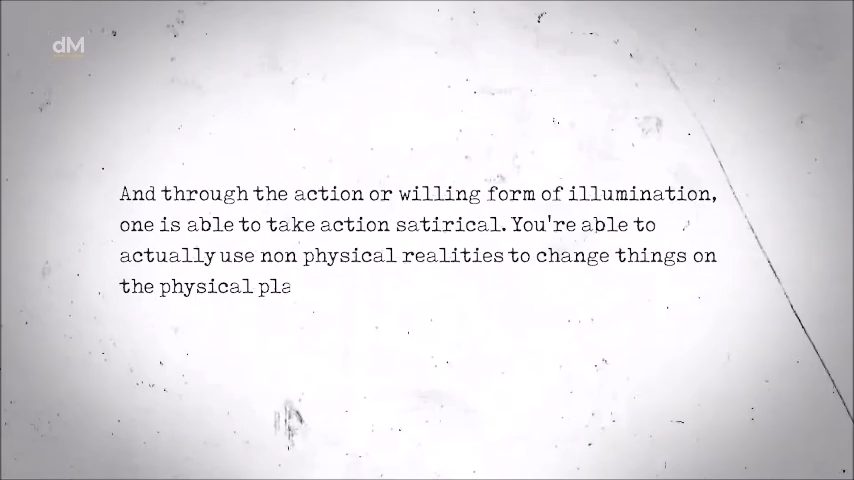 dM
And through the action or willing form of illumination,
one is able to take action satirical. You're able to
actually use non physical realities to change things on
the physical pla